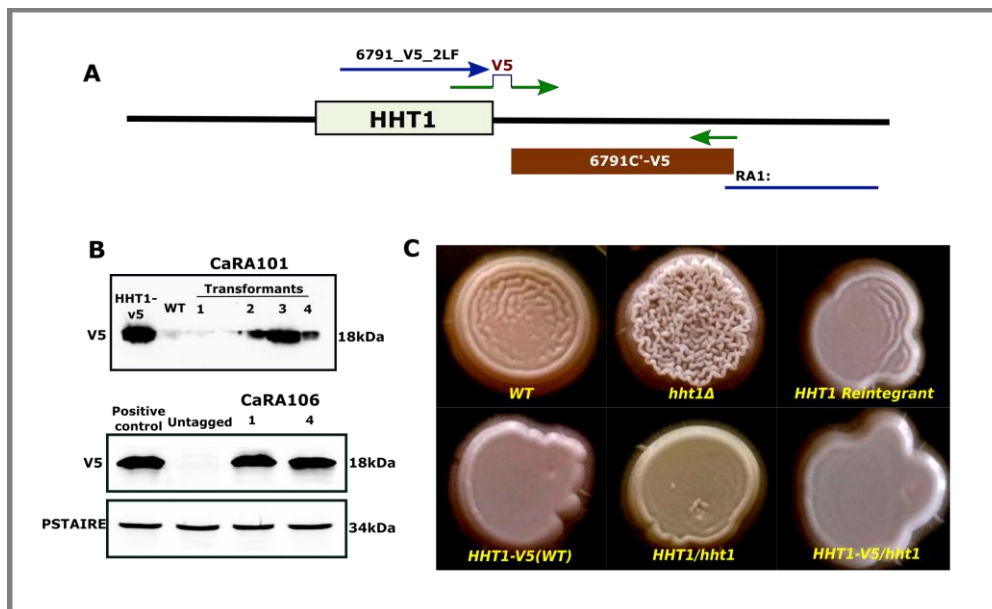 A
6791_V5_2LF
V5
HHT1
6791C'-V5
RA1:
B
CaRA101
HHT1-
v5
WT
Transformants
1 2 3 4
V5
18kDa
CaRA106
Positive
control
Untagged
1 4
V5
18kDa
PSTAIRE
34kDa
C
WT
hht1Δ
HHT1 Reintegrant
HHT1-V5(WT)
HHT1/hht1
HHT1-V5/hht1